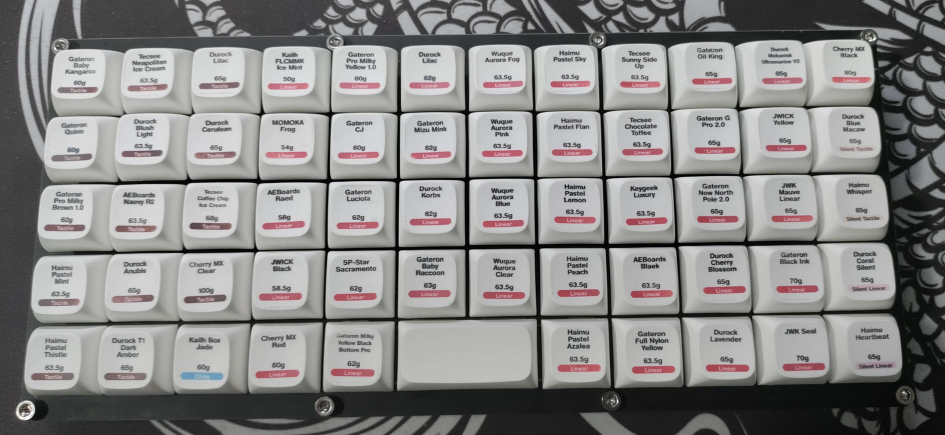 Gateron
Baby
Kangaroo
60g
Tactile
Tecsee
Neapolitan
Ice Cream
63.5g
Tactile
Durock
Lilac
65g
Tactile
Kailh
FLCMMK
Ice Mint
50g
Linear
Gateron
Pro Milky
Yellow 1.0
60g
Linear
Durock
Lilac
62g
Linear
Wuque
Aurora Fog
63.5g
Linear
Haimu
Pastel Sky
63.5g
Linear
Tecsee
Sunny Side
Up
63.5g
Linear
Gateron
Oil King
65g
Linear
Durock
Ultramarine V2
65g
Linear
Cherry MX
Black
80g
Linear
Gateron
Quinn
60g
Tactile
Durock
Blush
Light
63.5g
Tactile
Durock
Cerulean
65g
Tactile
MOMOKA
Frog
54g
Linear
Gateron
CJ
60g
Linear
Gateron
Mizu Mink
62g
Linear
Wuque
Aurora
Pink
63.5g
Linear
Haimu
Pastel Flan
63.5g
Linear
Tecsee
Chocolate
Toffee
63.5g
Linear
Gateron G
Pro 2.0
65g
Linear
JWICK
Yellow
65g
Linear
Durock
Blue
Macaw
65g
Silent Tactile
Gateron
Pro Milky
Brown 1.0
62g
Tactile
AEBoards
Naevy R2
63.5g
Tactile
Tecsee
Coffee Chip
Ice Cream
68g
Tactile
AEBoards
Raed
58g
Linear
Gateron
Luciola
62g
Linear
Durock
Korbs
62g
Linear
Wuque
Aurora
Blue
63.5g
Linear
Haimu
Pastel
Lemon
63.5g
Linear
Keygeek
Luxury
63.5g
Linear
Gateron
New North
Pole 2.0
65g
Linear
JWK
Mauve
Linear
65g
Linear
Haimu
Whisper
65g
Silent Tactile
Haimu
Pastel
Mint
63.5g
Tactile
Durock
Anubis
65g
Tactile
Cherry MX
Clear
100g
Tactile
JWICK
Black
58.5g
Linear
SP-Star
Sacramento
62g
Linear
Gateron
Baby
Raccoon
63g
Linear
Wuque
Aurora
Clear
63.5g
Linear
Haimu
Pastel
Peach
63.5g
Linear
AEBoards
Blaek
63.5g
Linear
Durock
Cherry
Blossom
65g
Linear
Gateron
Black Ink
70g
Linear
Durock
Coral
Silent
65g
Silent Linear
Haimu
Pastel
Thistle
63.5g
Tactile
Durock T1
Dark
Amber
65g
Tactile
Kailh Box
Jade
60g
Clicky
Cherry MX
Red
60g
Linear
Gateron Milky
Yellow Black
Bottom Pro
62g
Linear
Haimu
Pastel
Azalea
63.5g
Linear
Gateron
Full Nylon
Yellow
63.5g
Linear
Durock
Lavender
65g
Linear
JWK Seal
70g
Linear
Haimu
Heartbeat
65g
Silent Linear